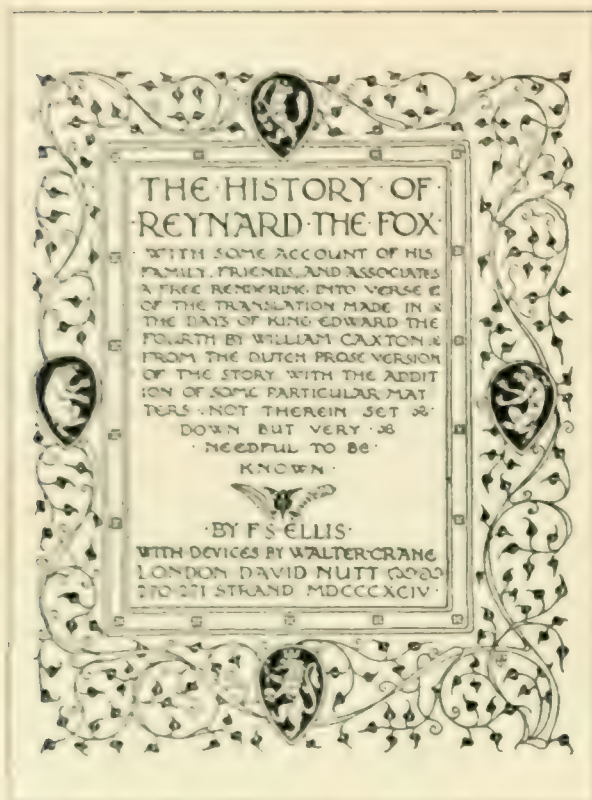 THE · HISTORY · OF ·
· REYNARD · THE · FOX ·
WITH SOME ACCOUNT OF HIS
FAMILY, FRIENDS, AND ASSOCIATES
A FREE RENDERING INTO VERSE
OF THE TRANSLATION MADE IN &
THE DAYS OF KING EDWARD THE
FOURTH BY WILLIAM CAXTON &
FROM THE DUTCH PROSE VERSION
OF THE STORY WITH THE ADDIT
ION OF SOME PARTICULAR MAT
TERS · NOT THEREIN SET
DOWN BUT VERY ·
· NEEDFUL TO BE ·
KNOWN ·
· BY F S ELLIS ·
WITH DEVICES BY WALTER · CRANE
LONDON DAVID NUTT
270-271 STRAND MDCCCXCIV ·